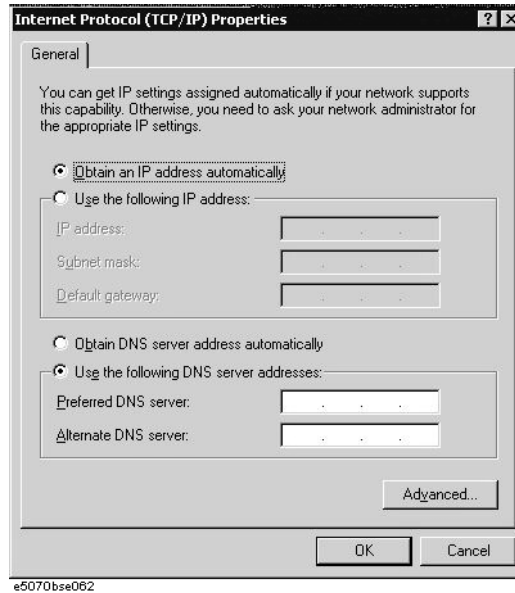 Internet Protocol (TCP/IP) Properties
General
You can get IP settings assigned automatically if your network supports
this capability. Otherwise, you need to ask your network administrator for
the appropriate IP settings.
Obtain an IP address automatically
Use the following IP address:
IP address:
Subnet mask:
Default gateway:
Obtain DNS server address automatically
Use the following DNS server addresses:
Preferred DNS server:
Alternate DNS server:
Advanced...
OK Cancel
e5070bse062